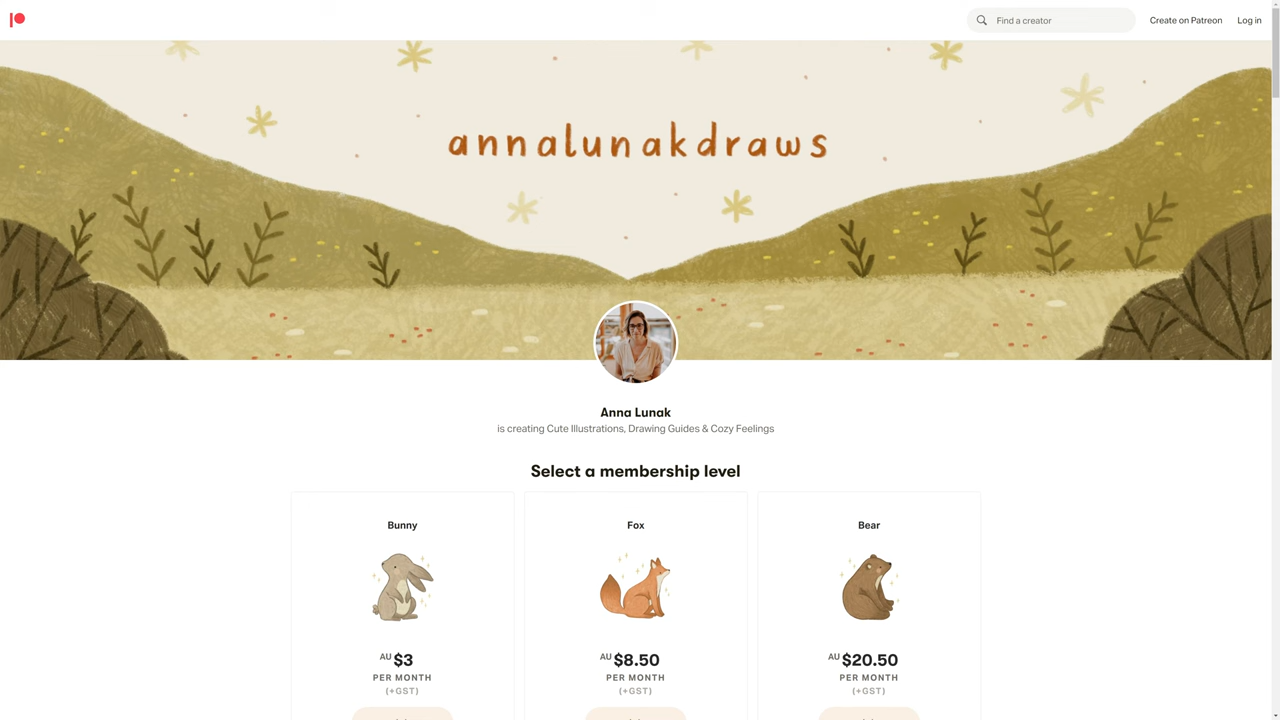 Find a creator
Create on Patreon
Log in
annalunakdraws
Anna Lunak
is creating Cute Illustrations, Drawing Guides & Cozy Feelings
Select a membership level
Bunny
AU $3
PER MONTH
(+GST)
Fox
AU $8.50
PER MONTH
(+GST)
Bear
AU $20.50
PER MONTH
(+GST)